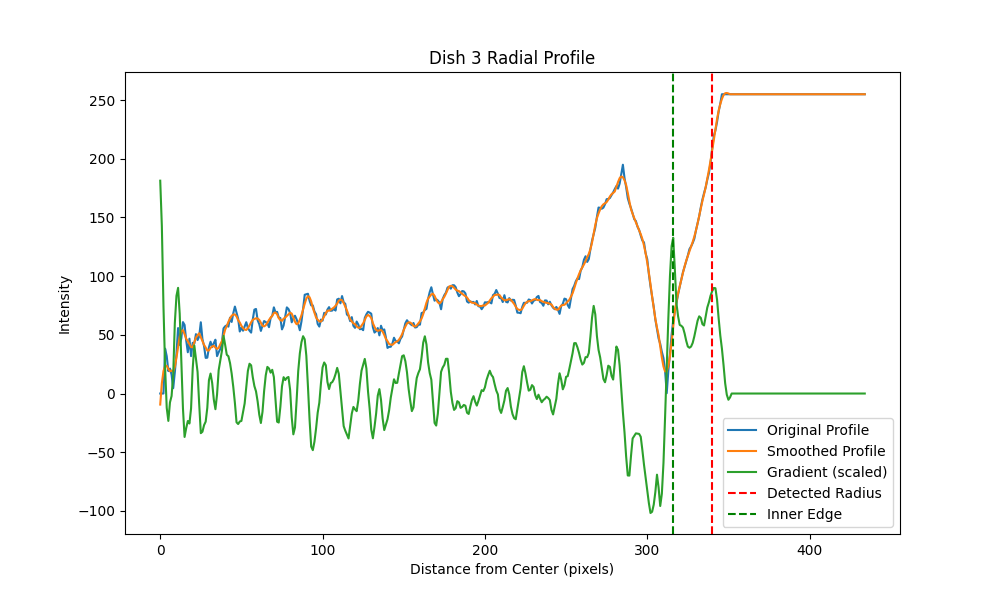 Dish 3 Radial Profile
Intensity
250
200
150
100
50
0
−50
−100
0 100 200 300 400
Distance from Center (pixels)
Original Profile
Smoothed Profile
Gradient (scaled)
Detected Radius
Inner Edge